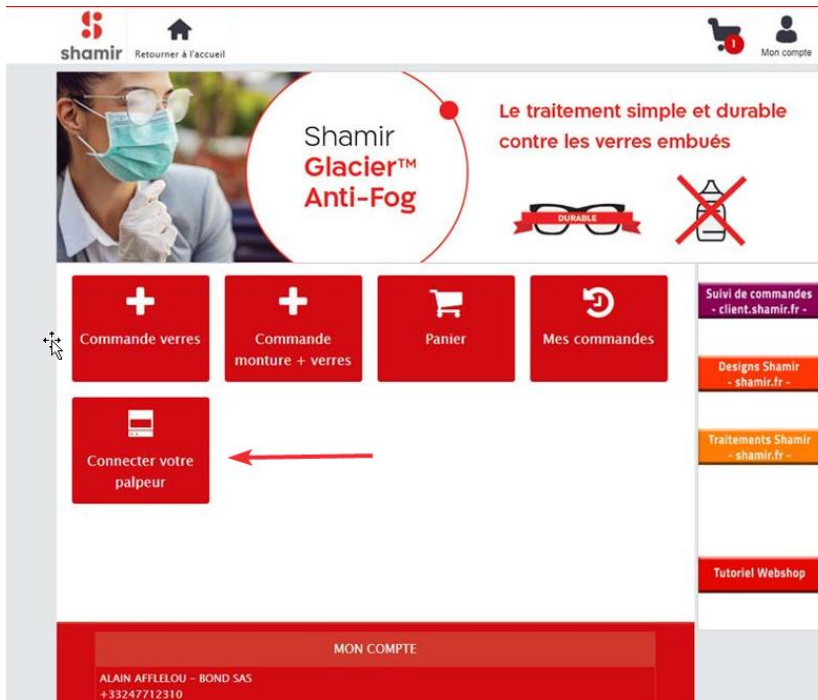 shamir
Retourner à l'accueil
1
Mon compte
Shamir
Glacier™
Anti-Fog
Le traitement simple et durable
contre les verres embués
DURABLE
Commande verres
Commande
monture + verres
Panier
Mes commandes
Connecter votre
palpeur
Suivi de commandes
- client.shamir.fr -
Designs Shamir
- shamir.fr -
Traitements Shamir
- shamir.fr -
Tutoriel Webshop
MON COMPTE
ALAIN AFFLELOU - BOND SAS
+33247712310